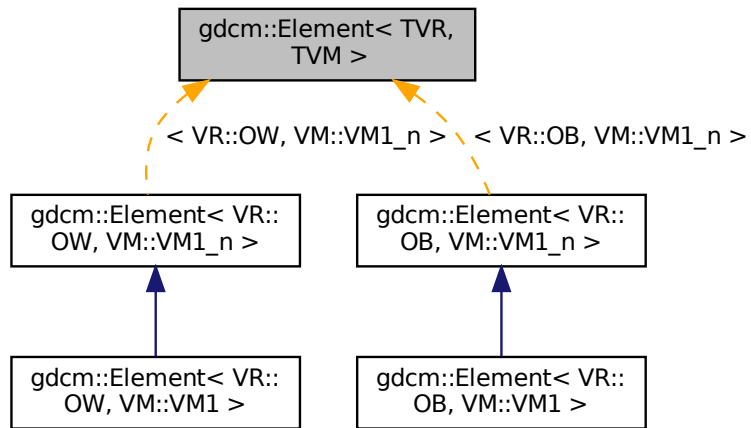 gdcm::Element< TVR,
TVM >
< VR::OW, VM::VM1_n >
< VR::OB, VM::VM1_n >
gdcm::Element< VR::
OW, VM::VM1_n >
gdcm::Element< VR::
OB, VM::VM1_n >
gdcm::Element< VR::
OW, VM::VM1 >
gdcm::Element< VR::
OB, VM::VM1 >